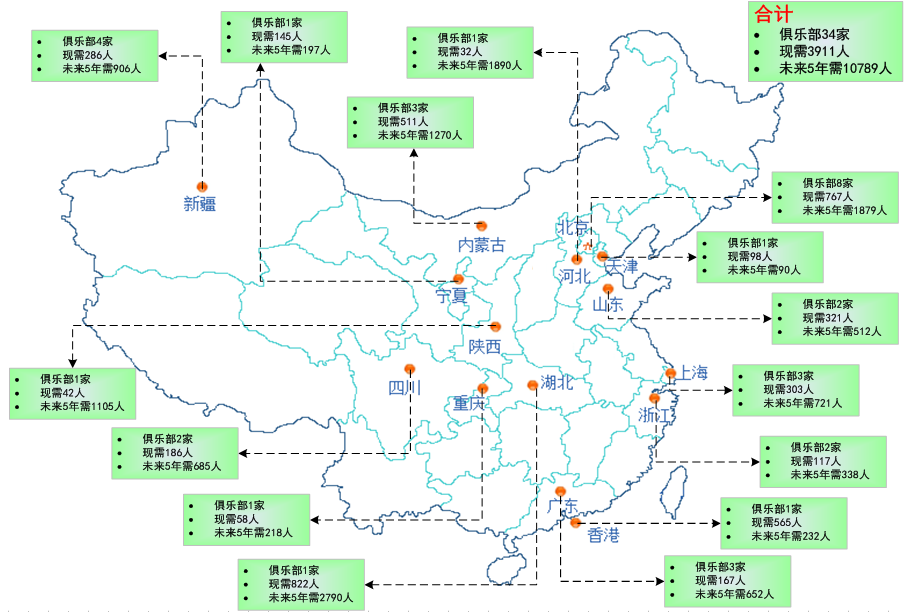 合计
• 俱乐部34家
• 现需3911人
• 未来5年需10789人
• 俱乐部4家
• 现需286人
• 未来5年需906人
• 俱乐部1家
• 现需145人
• 未来5年需197人
• 俱乐部1家
• 现需32人
• 未来5年需1890人
• 俱乐部3家
• 现需511人
• 未来5年需1270人
• 俱乐部8家
• 现需767人
• 未来5年需1879人
• 俱乐部1家
• 现需98人
• 未来5年需90人
• 俱乐部2家
• 现需321人
• 未来5年需512人
• 俱乐部1家
• 现需42人
• 未来5年需1105人
• 俱乐部3家
• 现需303人
• 未来5年需721人
• 俱乐部2家
• 现需186人
• 未来5年需685人
• 俱乐部2家
• 现需117人
• 未来5年需338人
• 俱乐部1家
• 现需58人
• 未来5年需218人
• 俱乐部1家
• 现需565人
• 未来5年需232人
• 俱乐部1家
• 现需822人
• 未来5年需2790人
• 俱乐部3家
• 现需167人
• 未来5年需652人
新疆
内蒙古
北京
天津
河北
宁夏
山东
陕西
四川
重庆
湖北
上海
浙江
广东
香港